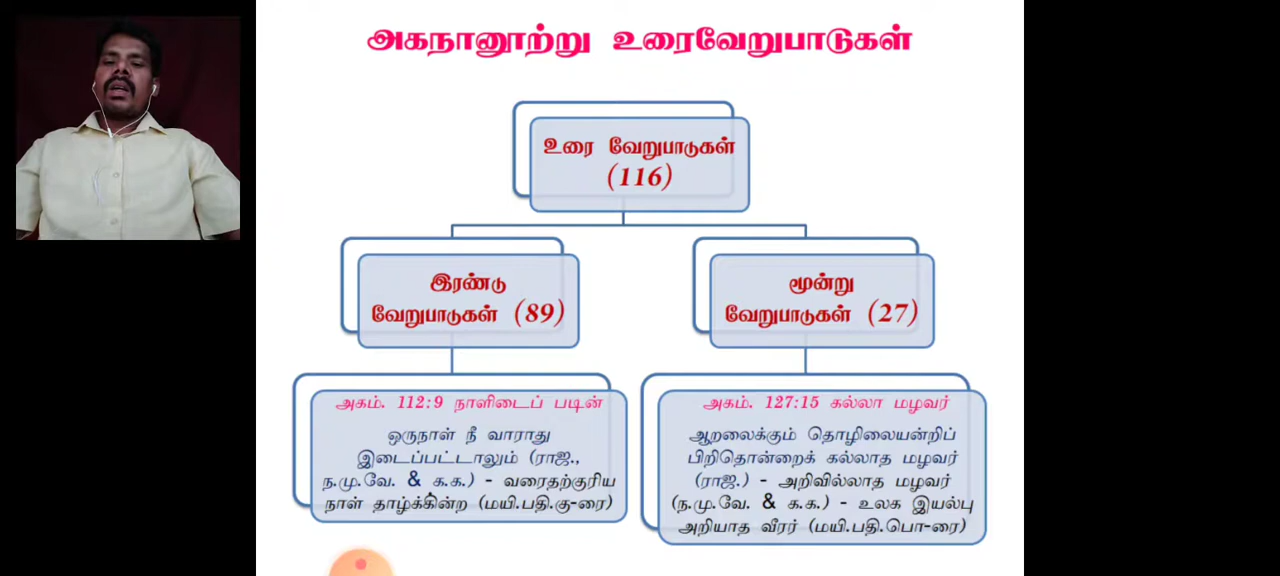 அகநானூற்று உரைவேறுபாடுகள்
உரை வேறுபாடுகள்
(116)
இரண்டு
வேறுபாடுகள் (89)
மூன்று
வேறுபாடுகள் (27)
அகம். 112:9 நாளிடைப் படின்
ஒருநாள் நீ வாராது
இடைப்பட்டாலும் (ராஜ.,
ந.மு.வே. & க.க.) - வரைதற்குரிய
நாள் தாழ்க்கின்ற (மயி.பதி.கு-ரை)
அகம். 127:15 கல்லா மழவர்
ஆறலைக்கும் தொழிலையன்றிப்
பிறிதொன்றைக் கல்லாத மழவர்
(ராஜ.) - அறிவில்லாத மழவர்
(ந.மு.வே. & க.க.) - உலக இயல்பு
அறியாத வீரர் (மயி.பதி.பொ-ரை)